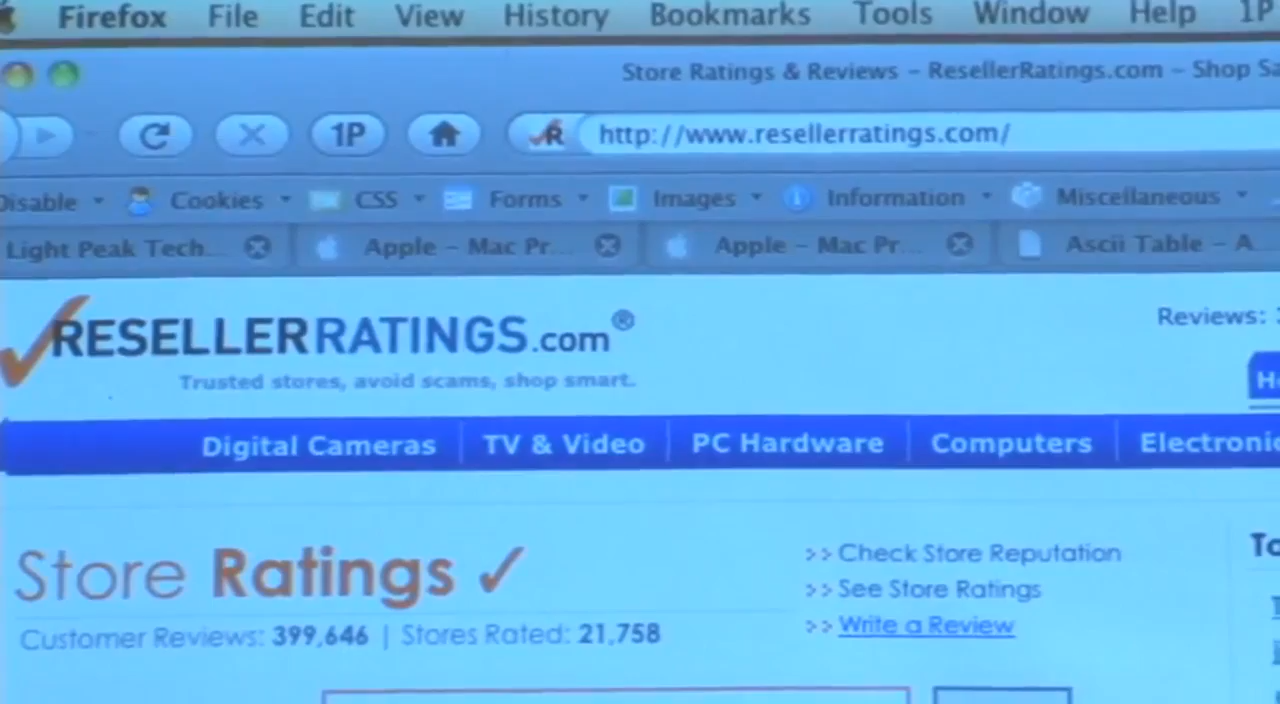 Firefox File Edit View History Bookmarks Tools Window Help 1P
Store Ratings & Reviews – ResellerRatings.com – Shop Sa
1P R http://www.resellerratings.com/
Disable Cookies CSS Forms Images Information Miscellaneous
Light Peak Tech... Apple – Mac Pr... Apple – Mac Pr... Ascii Table – A...
RESELLERRATINGS.com®
Reviews:
Trusted stores, avoid scams, shop smart.
Digital Cameras TV & Video PC Hardware Computers Electronic
Store Ratings
>> Check Store Reputation
>> See Store Ratings
>> Write a Review
Customer Reviews: 399,646 | Stores Rated: 21,758